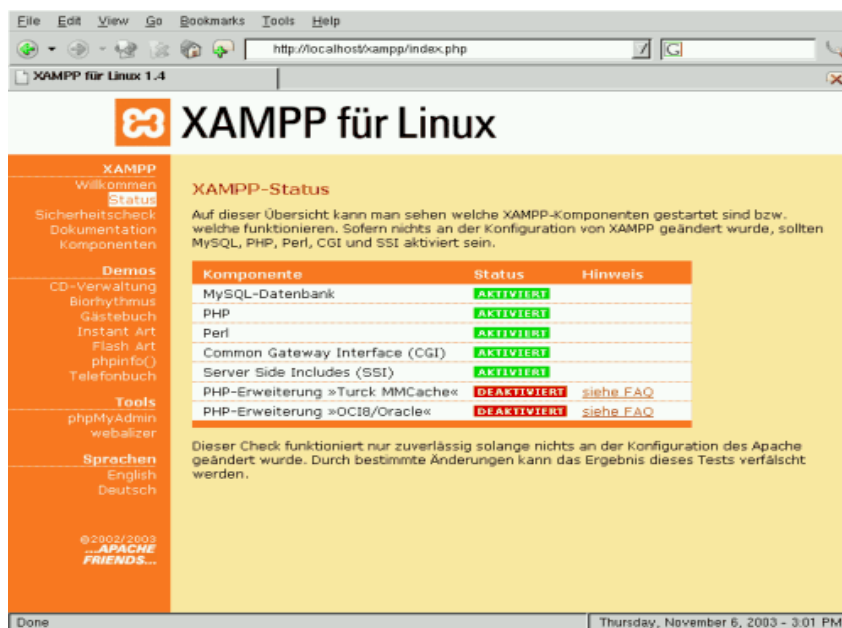 File Edit View Go Bookmarks Tools Help
http://localhost/xampp/index.php
G
XAMPP für Linux 1.4
XAMPP für Linux
XAMPP
Willkommen
Status
Sicherheitscheck
Dokumentation
Komponenten
Demos
CD-Verwaltung
Biorhythmus
Gästebuch
Instant Art
Flash Art
phpinfo()
Telefonbuch
Tools
phpMyAdmin
webalizer
Sprachen
English
Deutsch
©2002/2003
...APACHE
FRIENDS...
XAMPP-Status
Auf dieser Übersicht kann man sehen welche XAMPP-Komponenten gestartet sind bzw.
welche funktionieren. Sofern nichts an der Konfiguration von XAMPP geändert wurde, sollten
MySQL, PHP, Perl, CGI und SSI aktiviert sein.
Komponente Status Hinweis
MySQL-Datenbank AKTIVIERT
PHP AKTIVIERT
Perl AKTIVIERT
Common Gateway Interface (CGI) AKTIVIERT
Server Side Includes (SSI) AKTIVIERT
PHP-Erweiterung »Turck MMCache« DEAKTIVIERT siehe FAQ
PHP-Erweiterung »OCI8/Oracle« DEAKTIVIERT siehe FAQ
Dieser Check funktioniert nur zuverlässig solange nichts an der Konfiguration des Apache
geändert wurde. Durch bestimmte Änderungen kann das Ergebnis dieses Tests verfälscht
werden.
Done Thursday, November 6, 2003 - 3:01 PM